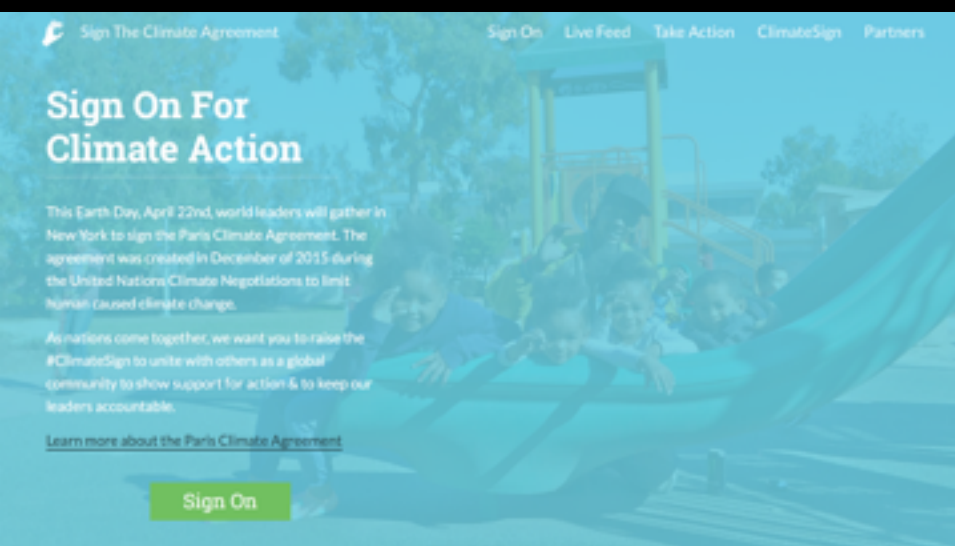 Sign The Climate Agreement
Sign On Live Feed Take Action ClimateSign Partners
Sign On For
Climate Action
This Earth Day, April 22nd, world leaders will gather in
New York to sign the Paris Climate Agreement. The
agreement was created in December of 2015 during
the United Nations Climate Negotiations to limit
human caused climate change.
As nations come together, we want you to raise the
#ClimateSign to unite with others as a global
community to show support for action & to keep our
leaders accountable.
Learn more about the Paris Climate Agreement
Sign On